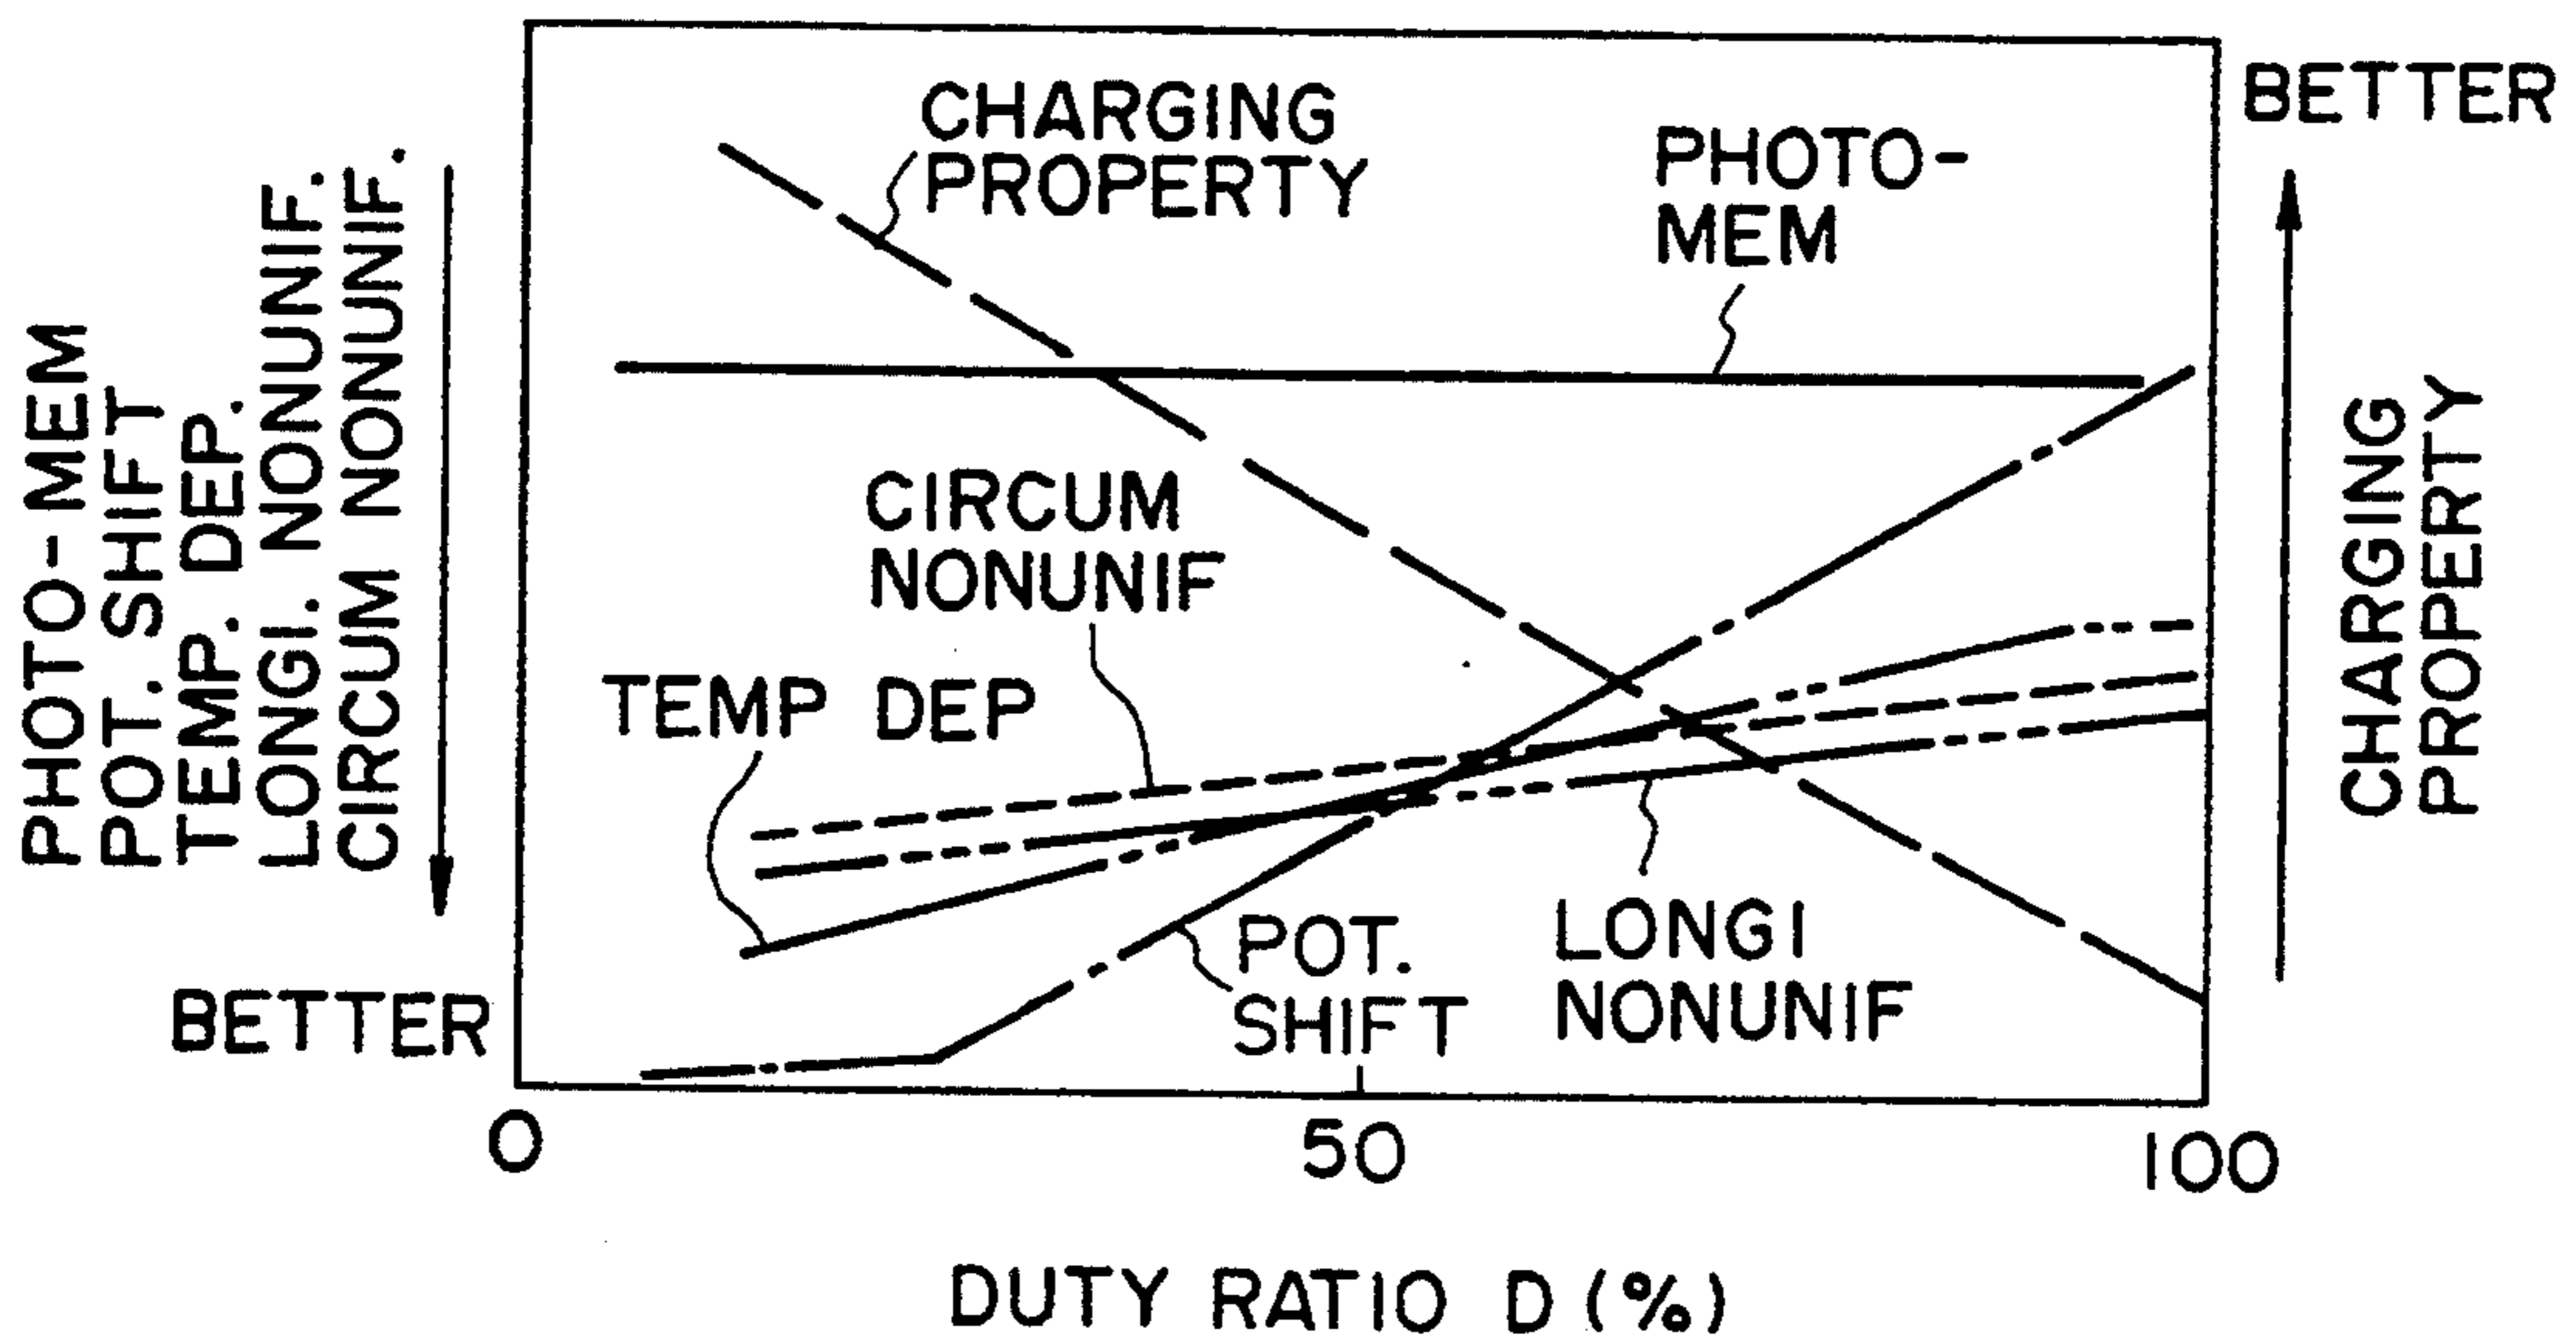 PHOTO-MEM
POT. SHIFT
TEMP. DEP.
LONGI. NONUNIF.
CIRCUM NONUNIF.
BETTER
CHARGING
PROPERTY
PHOTO-
MEM
CIRCUM
NONUNIF
TEMP DEP
POT.
SHIFT
LONGI
NONUNIF
BETTER
CHARGING
PROPERTY
0
50
100
DUTY RATIO D (%)